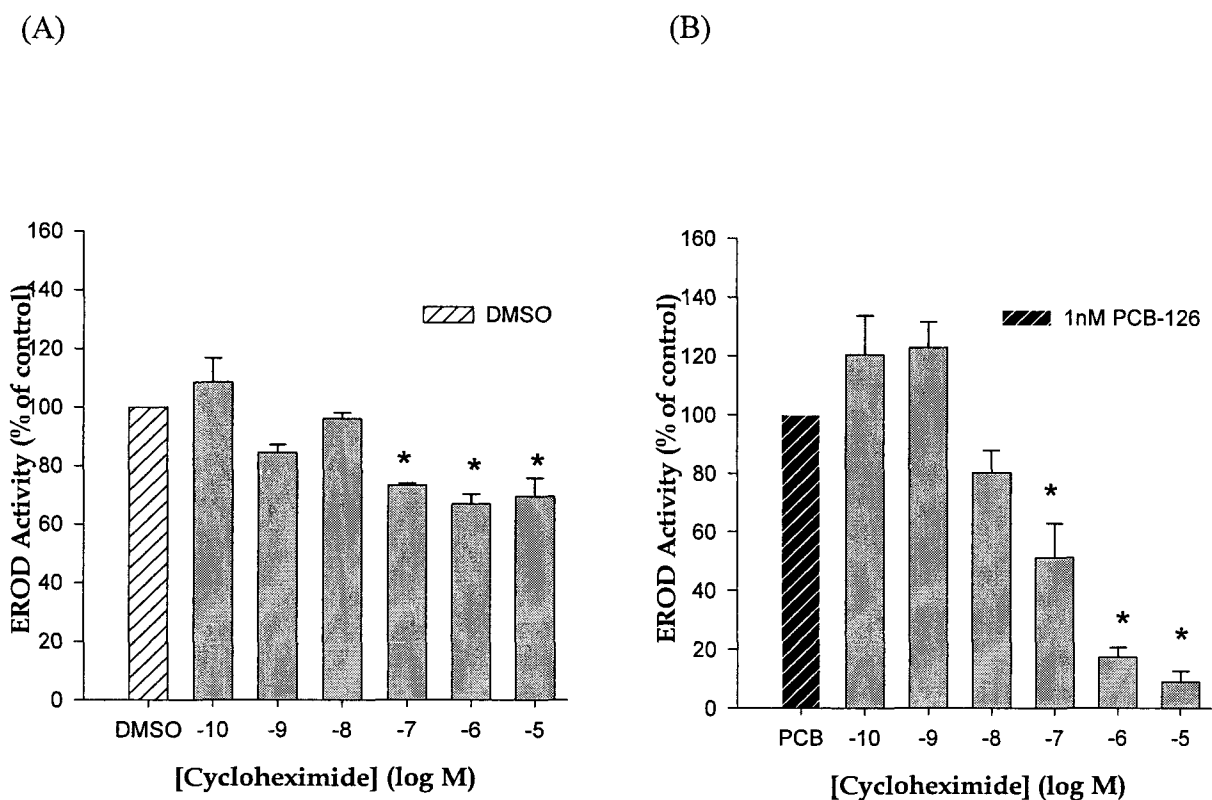 (A)
160
140
120
100
80
60
40
20
0
EROD Activity (% of control)
DMSO
*
*
*
DMSO -10 -9 -8 -7 -6 -5
[Cycloheximide] (log M)
(B)
160
140
120
100
80
60
40
20
0
EROD Activity (% of control)
1nM PCB-126
*
*
*
PCB -10 -9 -8 -7 -6 -5
[Cycloheximide] (log M)